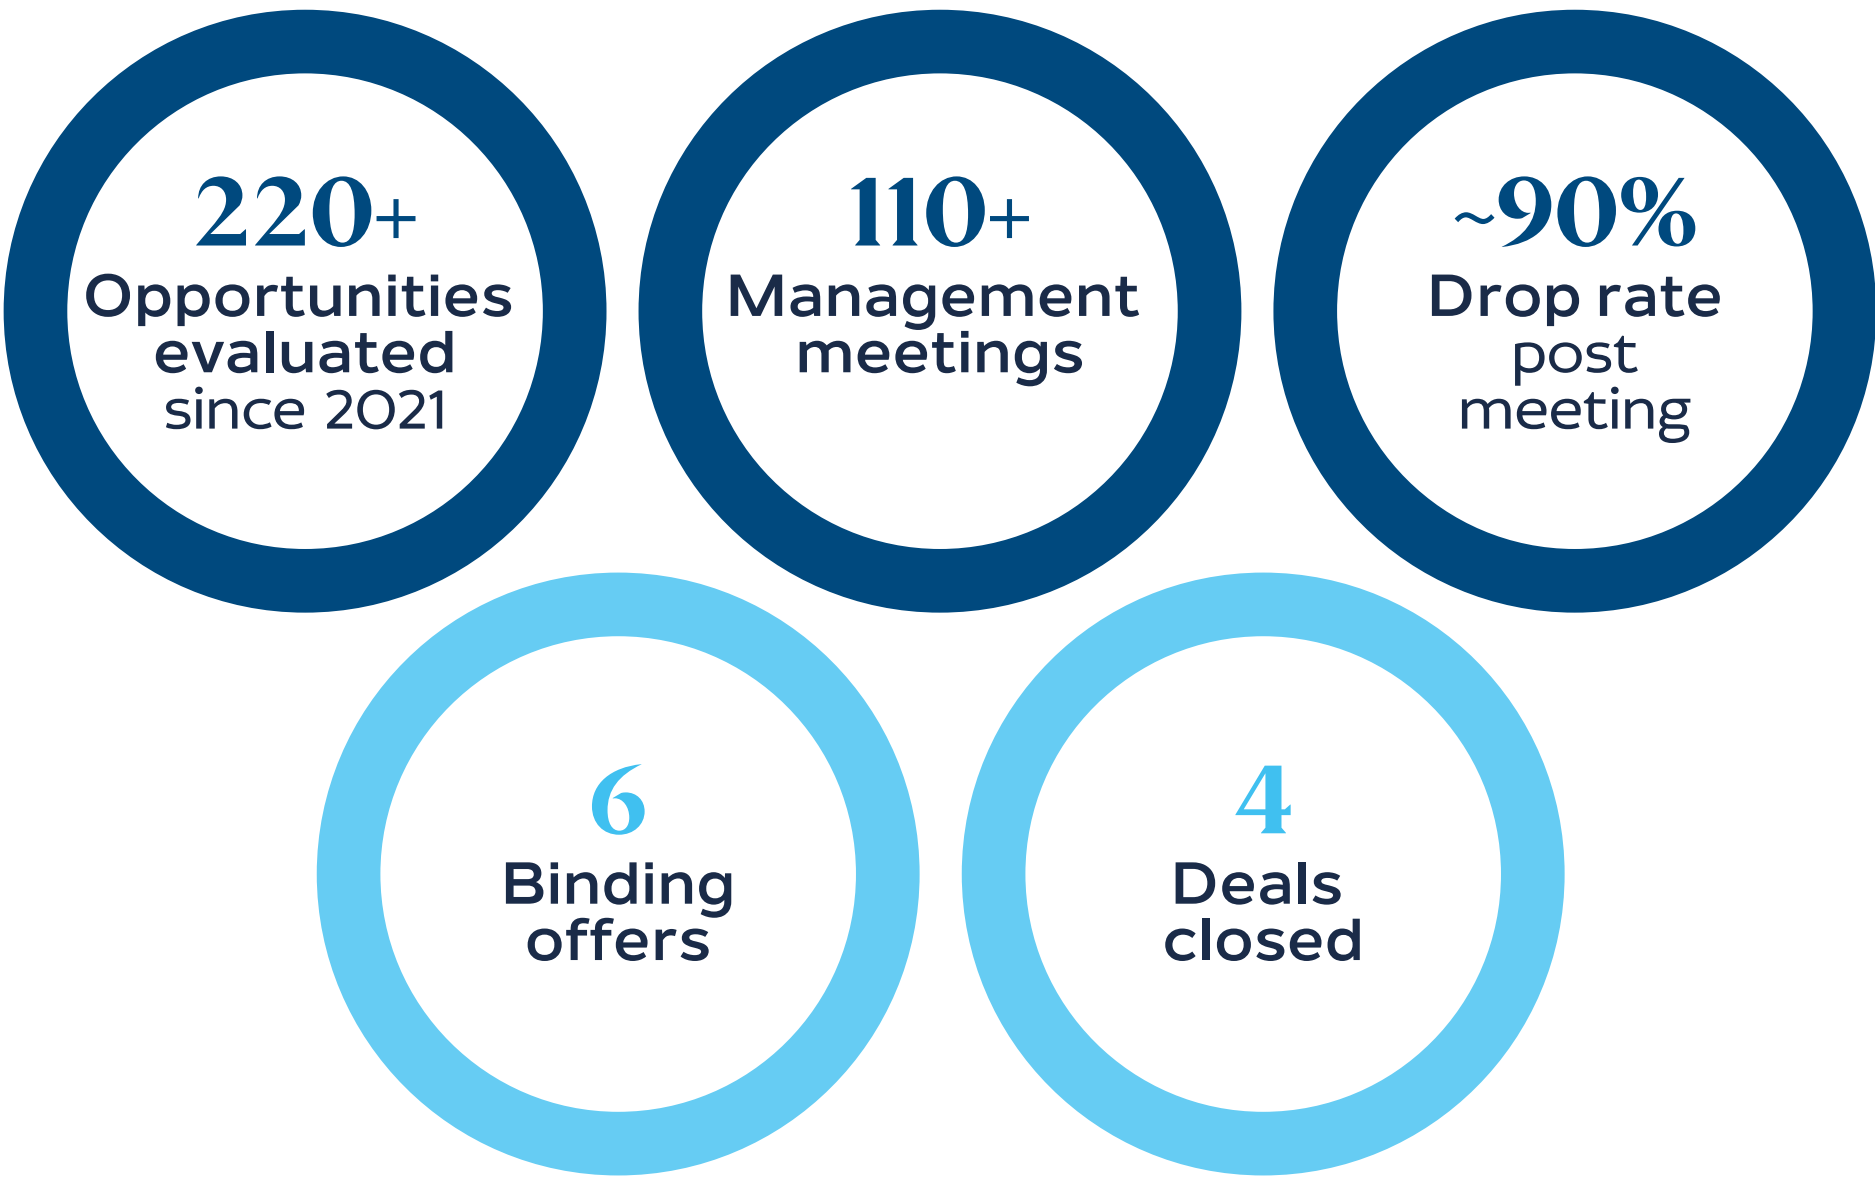 220+
Opportunities
evaluated
since 2021
110+
Management
meetings
~90%
Drop rate
post
meeting
6
Binding
offers
4
Deals
closed